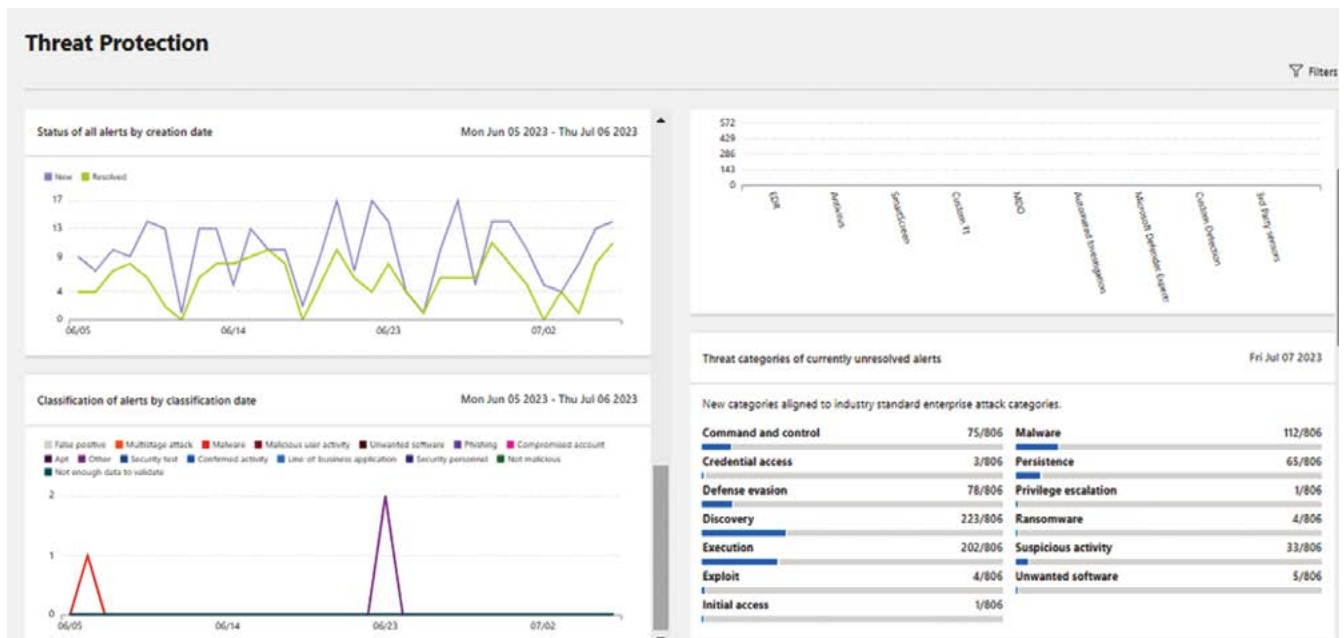 Threat Protection
Filters
Status of all alerts by creation date Mon Jun 05 2023 - Thu Jul 06 2023
New Resolved
17
13
9
4
0
06/05 06/14 06/23 07/02
Classification of alerts by classification date Mon Jun 05 2023 - Thu Jul 06 2023
False positive Multistage attack Malware Malicious user activity Unwanted software Phishing Compromised account
Apt Other Security test Confirmed activity Line of business application Security personnel Not malicious
Not enough data to validate
2
1
0
06/05 06/14 06/23 07/02
572
429
286
143
0
EDR
Antivirus
SmartScreen
Custom TI
MDO
Automated Investigation
Microsoft Defender Experts
Custom Detection
3rd Party sensors
Threat categories of currently unresolved alerts Fri Jul 07 2023
New categories aligned to industry standard enterprise attack categories.
Command and control 75/806 Malware 112/806
Credential access 3/806 Persistence 65/806
Defense evasion 78/806 Privilege escalation 1/806
Discovery 223/806 Ransomware 4/806
Execution 202/806 Suspicious activity 33/806
Exploit 4/806 Unwanted software 5/806
Initial access 1/806